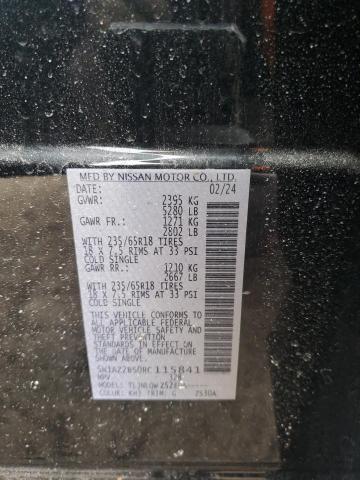 MFD BY NISSAN MOTOR CO., LTD.
DATE: 02/24
GVWR: 2395 KG
5280 LB
GAWR FR.: 1271 KG
2802 LB
WITH 235/65R18 TIRES
18 X 7.5 RIMS AT 33 PSI
COLD SINGLE
GAWR RR.: 1210 KG
2667 LB
WITH 235/65R18 TIRES
18 X 7.5 RIMS AT 33 PSI
COLD SINGLE
THIS VEHICLE CONFORMS TO
ALL APPLICABLE FEDERAL
MOTOR VEHICLE SAFETY AND
THEFT PREVENTION
STANDARDS IN EFFECT ON
THE DATE OF MANUFACTURE
SHOWN ABOVE.
5N1AZ2BS0RC115841
MPV
MODEL:
COLOR: KH3 TRIM: G